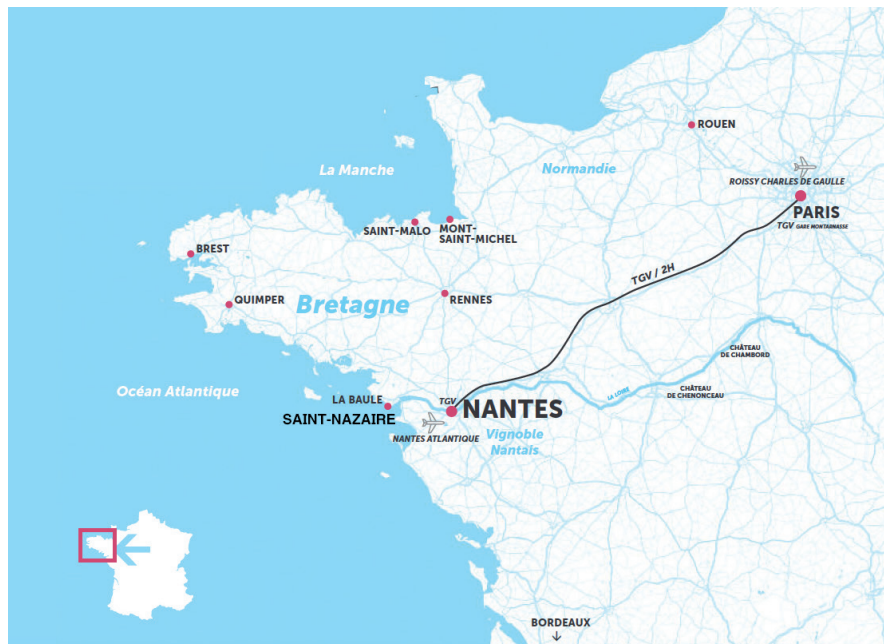 ROUEN
La Manche
Normandie
ROISSY CHARLES DE GAULLE
PARIS
TGV GARE MONTARNASSE
SAINT-MALO
MONT-
SAINT-MICHEL
BREST
TGV / 2H
QUIMPER
Bretagne
RENNES
CHÂTEAU
DE CHAMBORD
Océan Atlantique
LA BAULE
TGV
NANTES
LA LOIRE
CHÂTEAU
DE CHENONCEAU
SAINT-NAZAIRE
NANTES ATLANTIQUE
Vignoble
Nantais
BORDEAUX